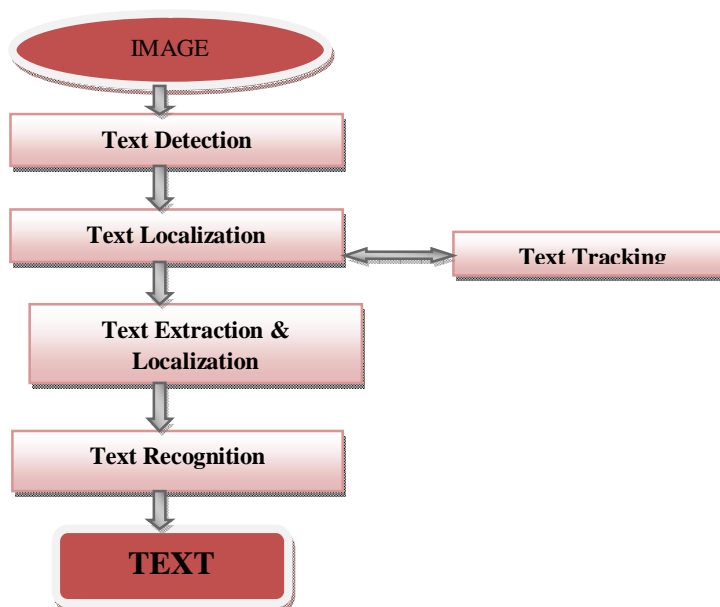 IMAGE
Text Detection
Text Localization
Text Tracking
Text Extraction &
Localization
Text Recognition
TEXT